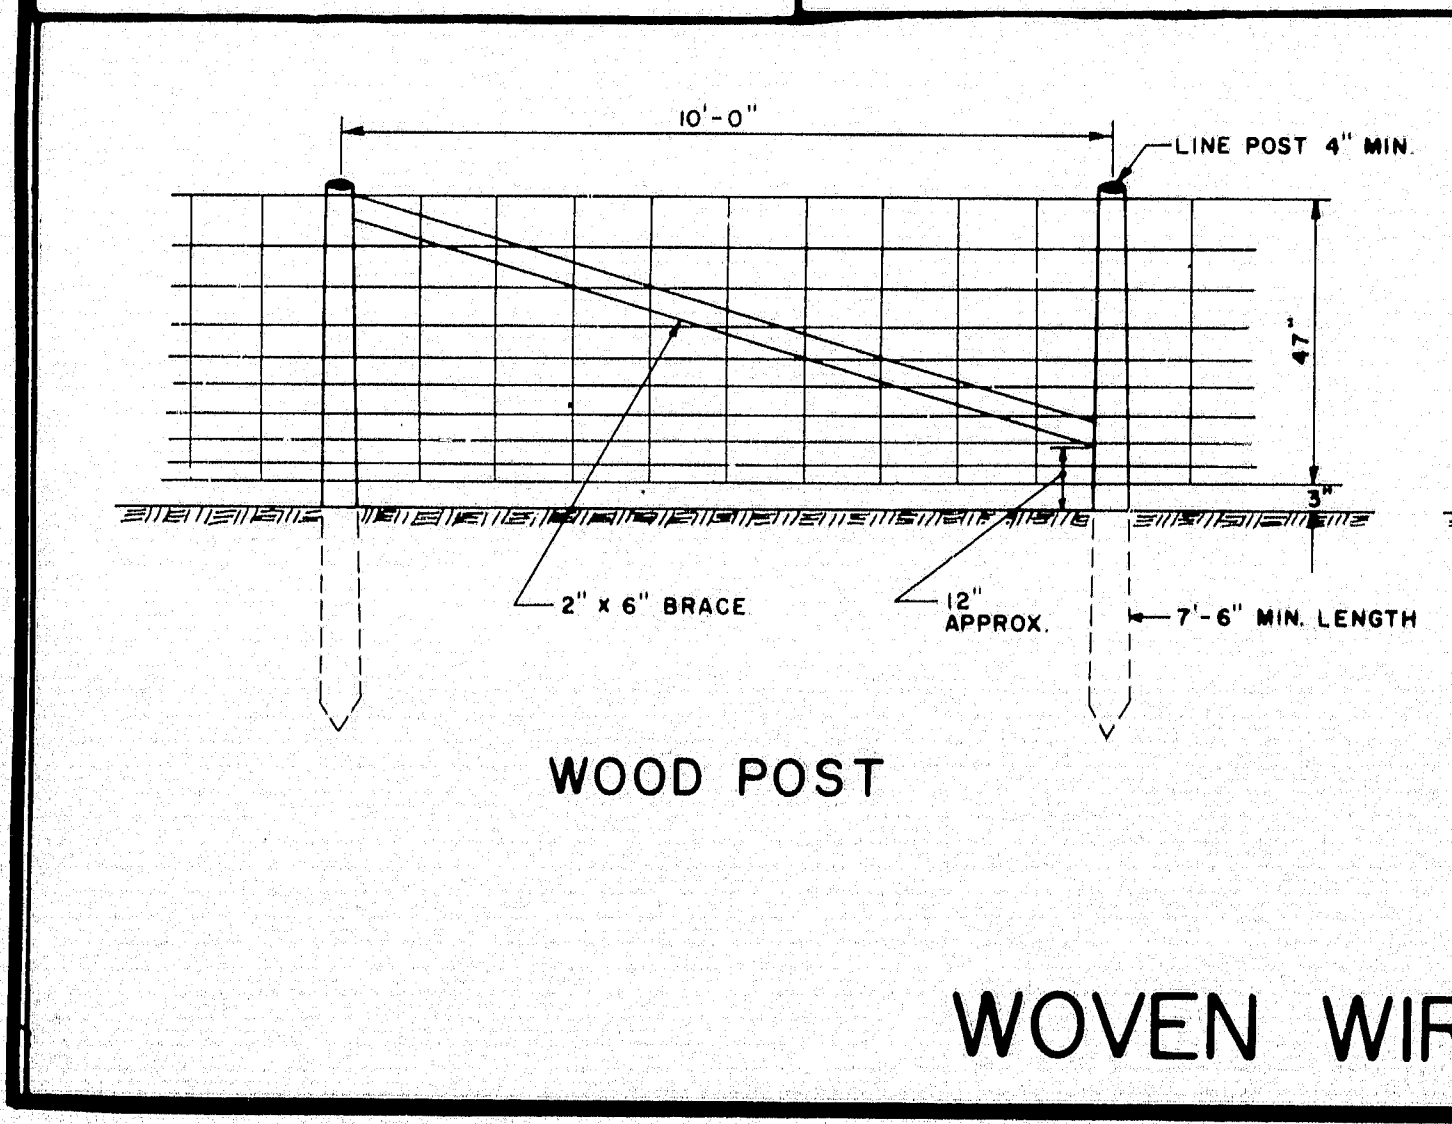 10'-0"
LINE POST 4" MIN.
47"
3"
2" X 6" BRACE
12"
APPROX.
7'-6" MIN. LENGTH
WOOD POST
WOVEN WIR